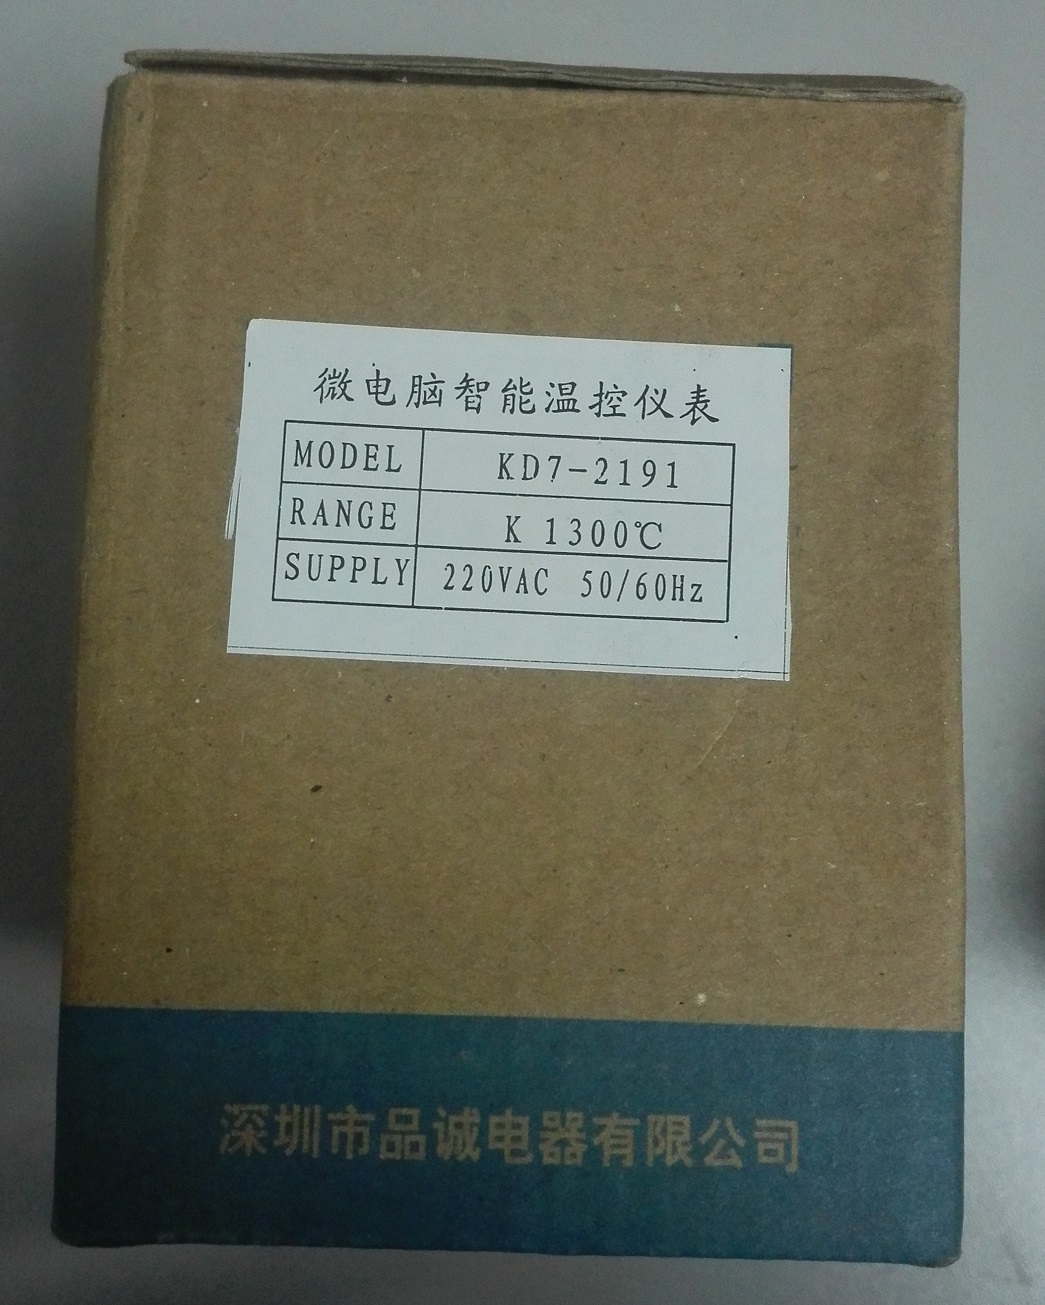 微电脑智能温控仪表
MODEL KD7-2191
RANGE K 1300℃
SUPPLY 220VAC 50/60Hz
深圳市品诚电器有限公司